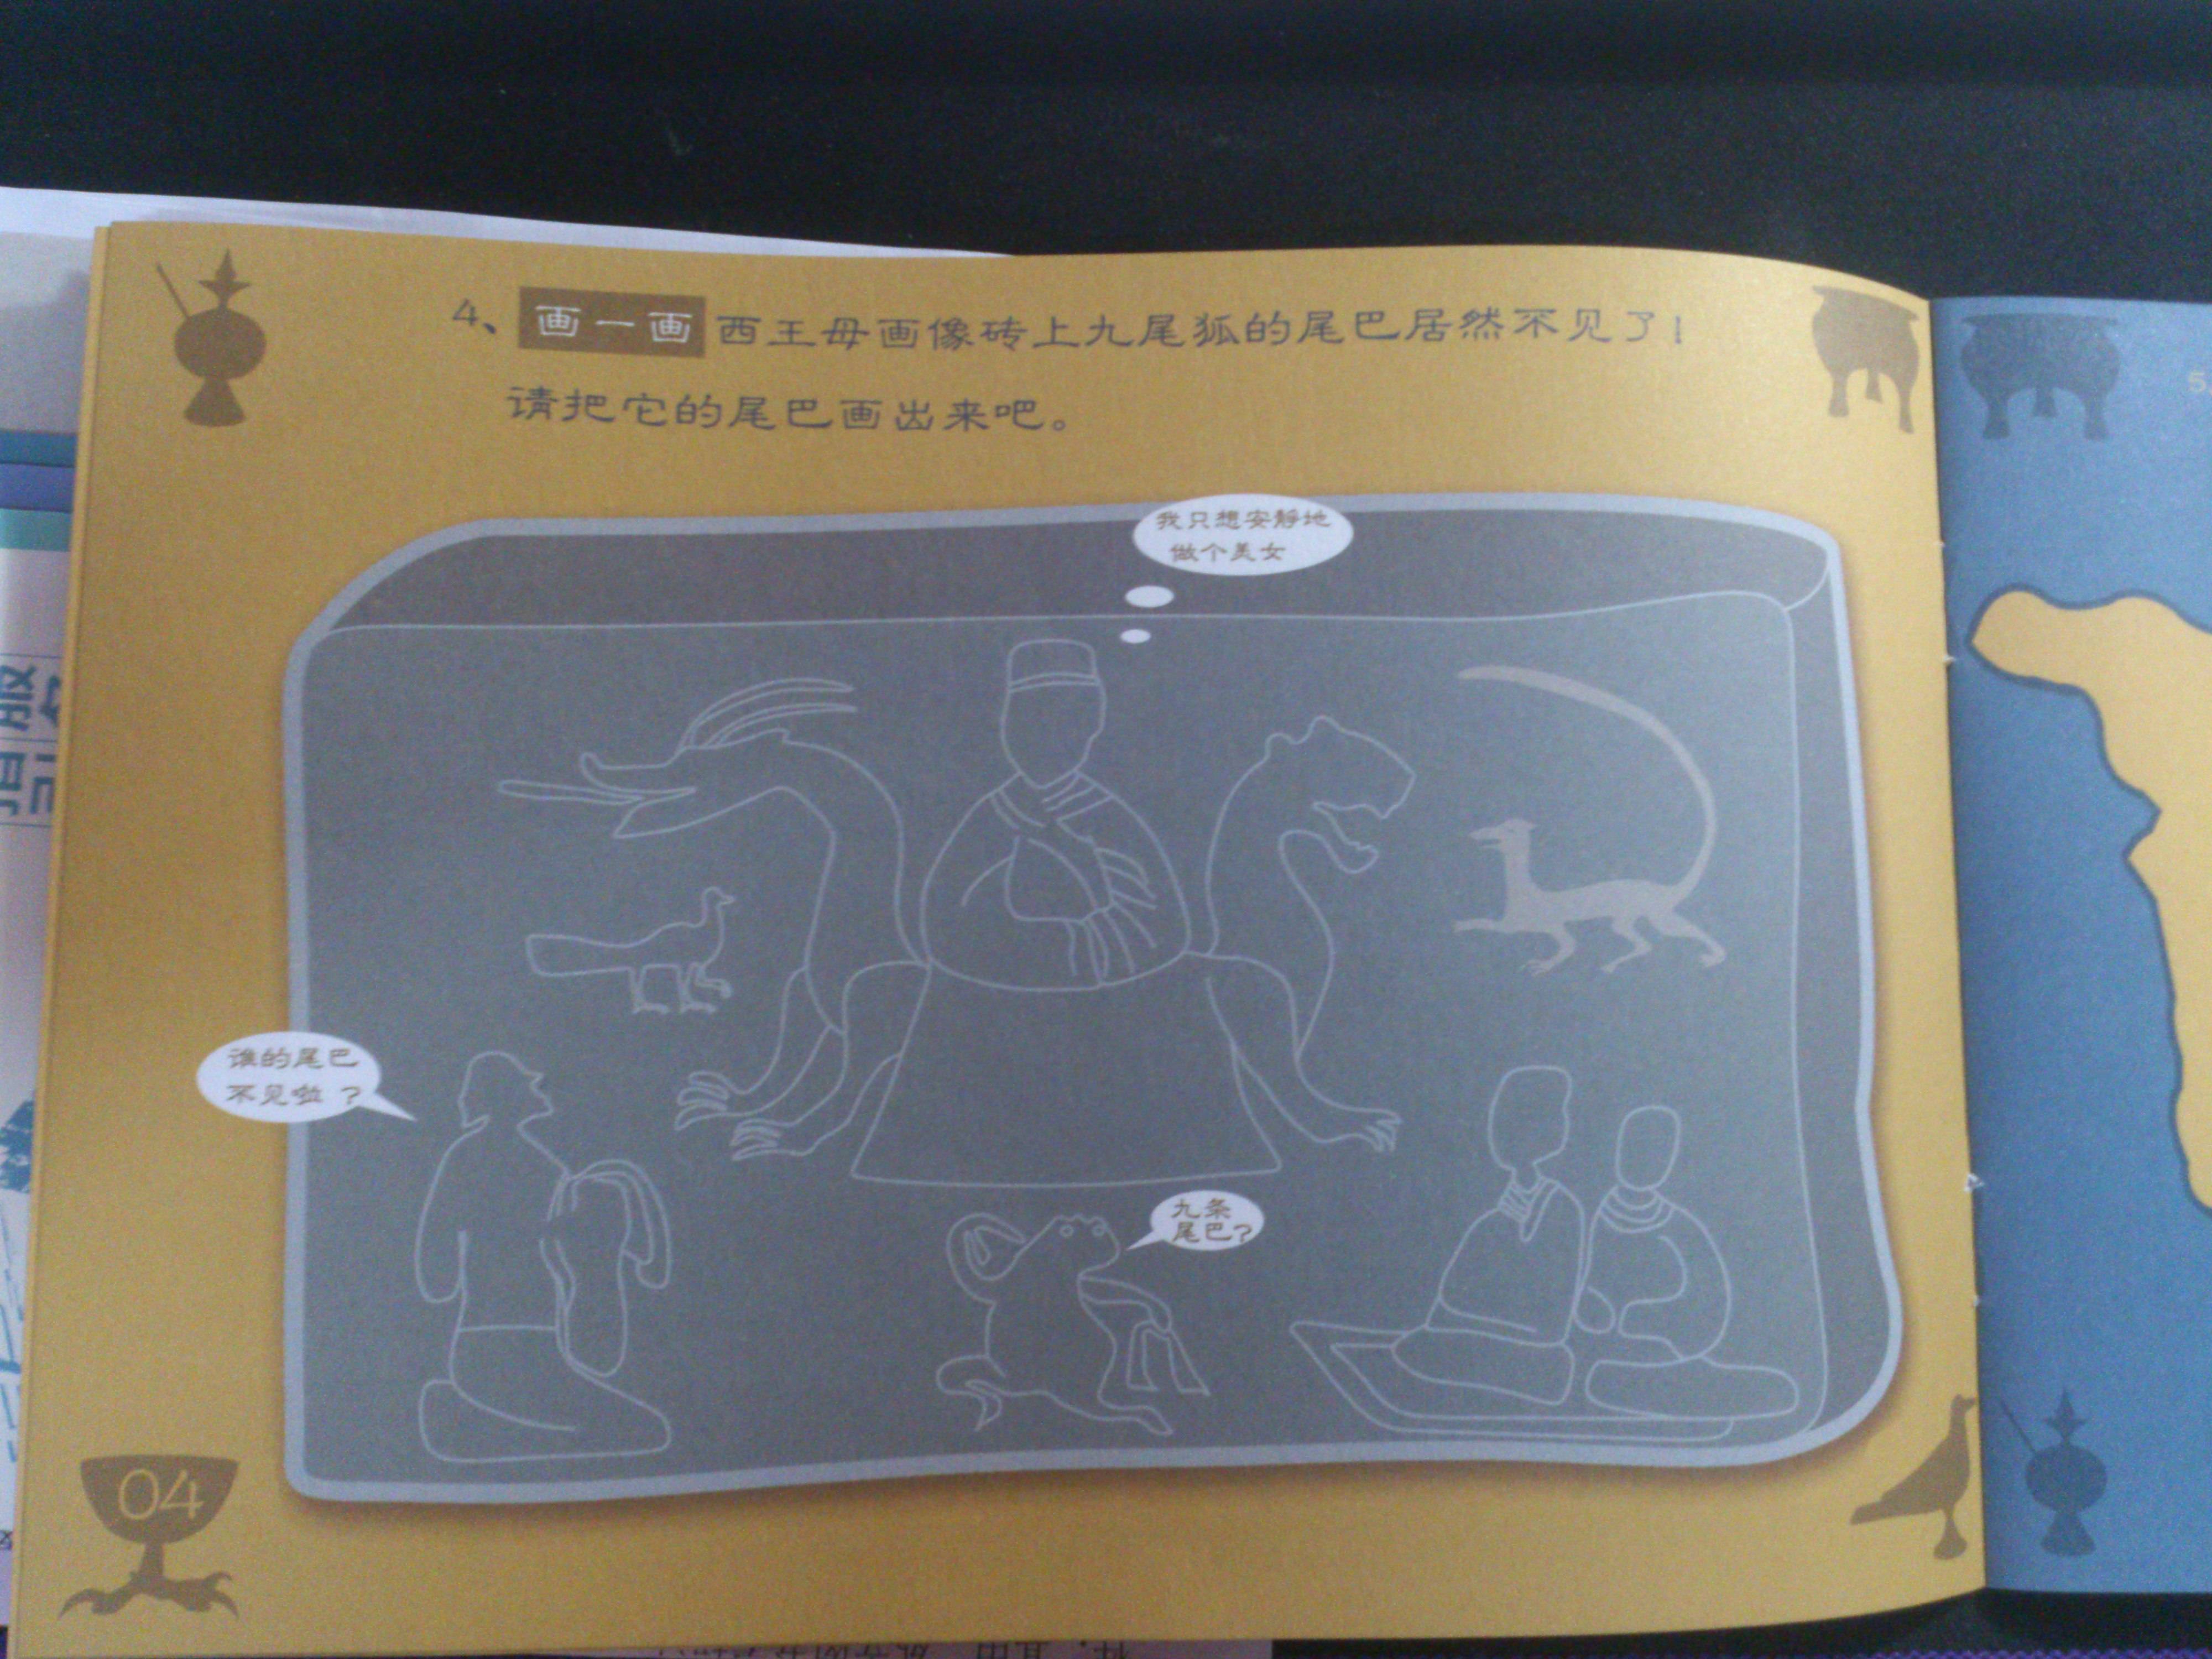 4、画一画 西王母画像砖上九尾狐的尾巴居然不见了!
请把它的尾巴画出来吧。
我只想安静地
做个美女
谁的尾巴
不见啦？
九条
尾巴?
04
5